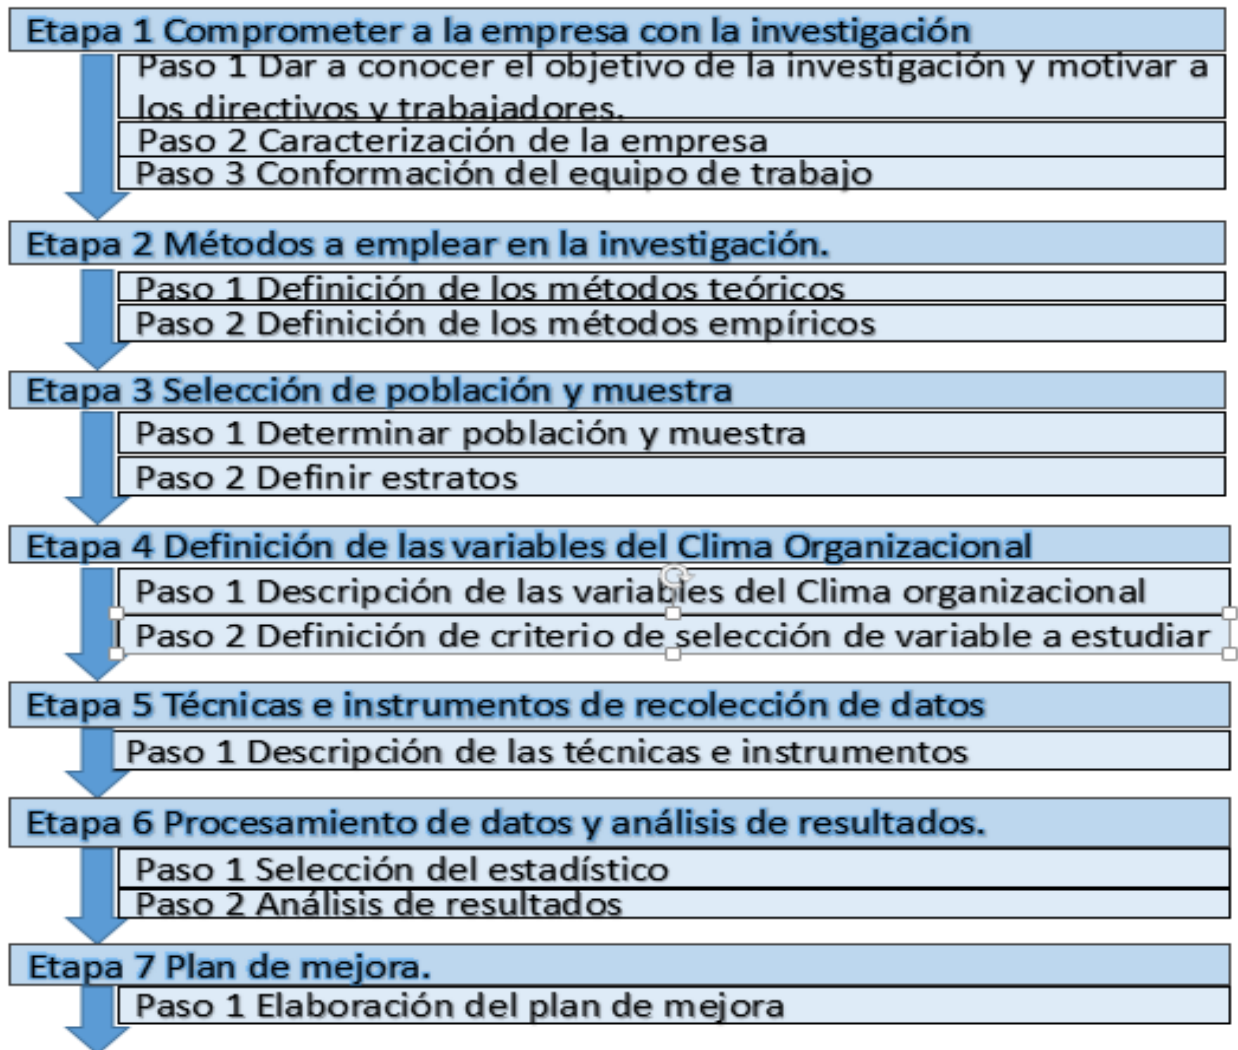 Etapa 1 Comprometer a la empresa con la investigación
Paso 1 Dar a conocer el objetivo de la investigación y motivar a
los directivos y trabajadores.
Paso 2 Caracterización de la empresa
Paso 3 Conformación del equipo de trabajo
Etapa 2 Métodos a emplear en la investigación.
Paso 1 Definición de los métodos teóricos
Paso 2 Definición de los métodos empíricos
Etapa 3 Selección de población y muestra
Paso 1 Determinar población y muestra
Paso 2 Definir estratos
Etapa 4 Definición de las variables del Clima Organizacional
Paso 1 Descripción de las variables del Clima organizacional
Paso 2 Definición de criterio de selección de variable a estudiar
Etapa 5 Técnicas e instrumentos de recolección de datos
Paso 1 Descripción de las técnicas e instrumentos
Etapa 6 Procesamiento de datos y análisis de resultados.
Paso 1 Selección del estadístico
Paso 2 Análisis de resultados
Etapa 7 Plan de mejora.
Paso 1 Elaboración del plan de mejora